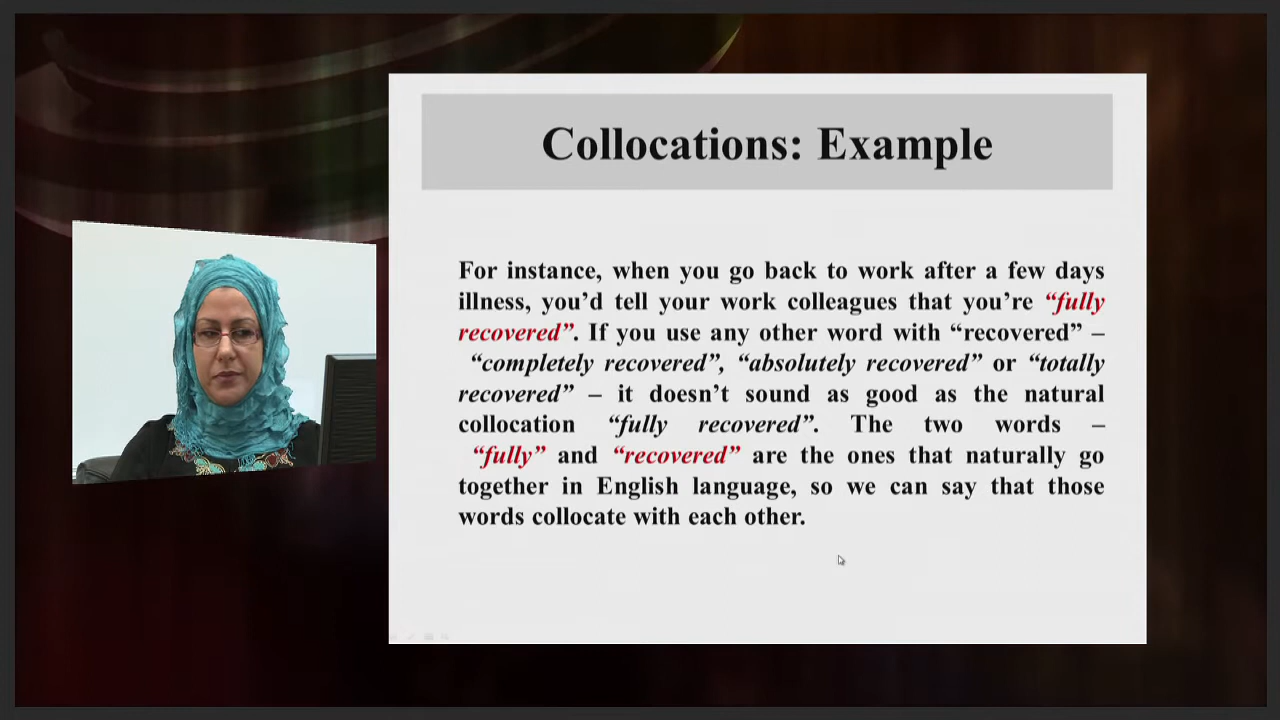 Collocations: Example
For instance, when you go back to work after a few days
illness, you’d tell your work colleagues that you’re “fully
recovered”. If you use any other word with “recovered” –
“completely recovered”, “absolutely recovered” or “totally
recovered” – it doesn’t sound as good as the natural
collocation “fully recovered”. The two words –
“fully” and “recovered” are the ones that naturally go
together in English language, so we can say that those
words collocate with each other.